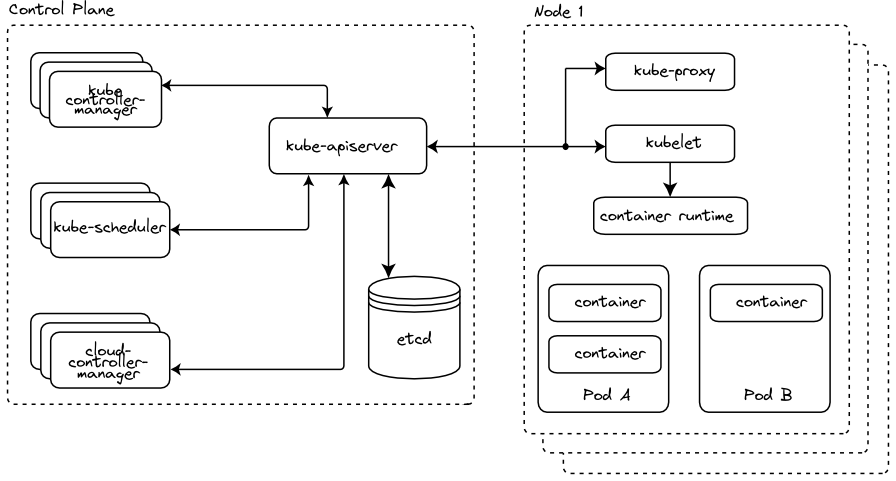 Control Plane
kube
controller-
manager
kube-apiserver
kube-scheduler
etcd
cloud-
controller-
manager
Node 1
kube-proxy
kubelet
container runtime
container
container
Pod A
container
Pod B